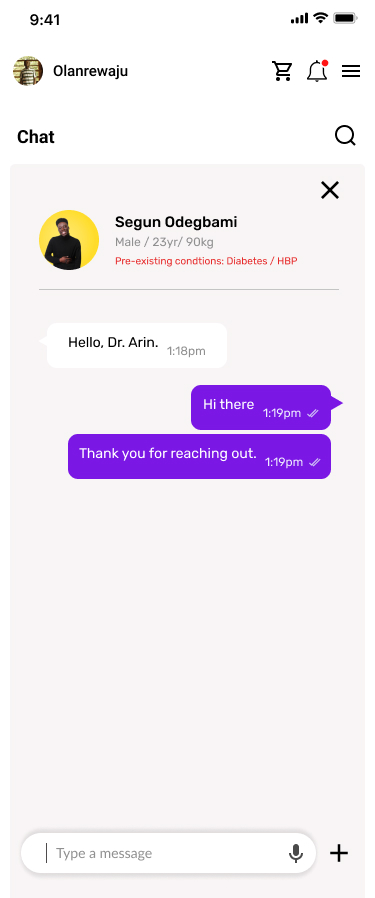 9:41
Olanrewaju
Chat
Segun Odegbami
Male / 23yr/ 90kg
Pre-existing condtions: Diabetes / HBP
Hello, Dr. Arin. 1:18pm
Hi there 1:19pm
Thank you for reaching out. 1:19pm
Type a message